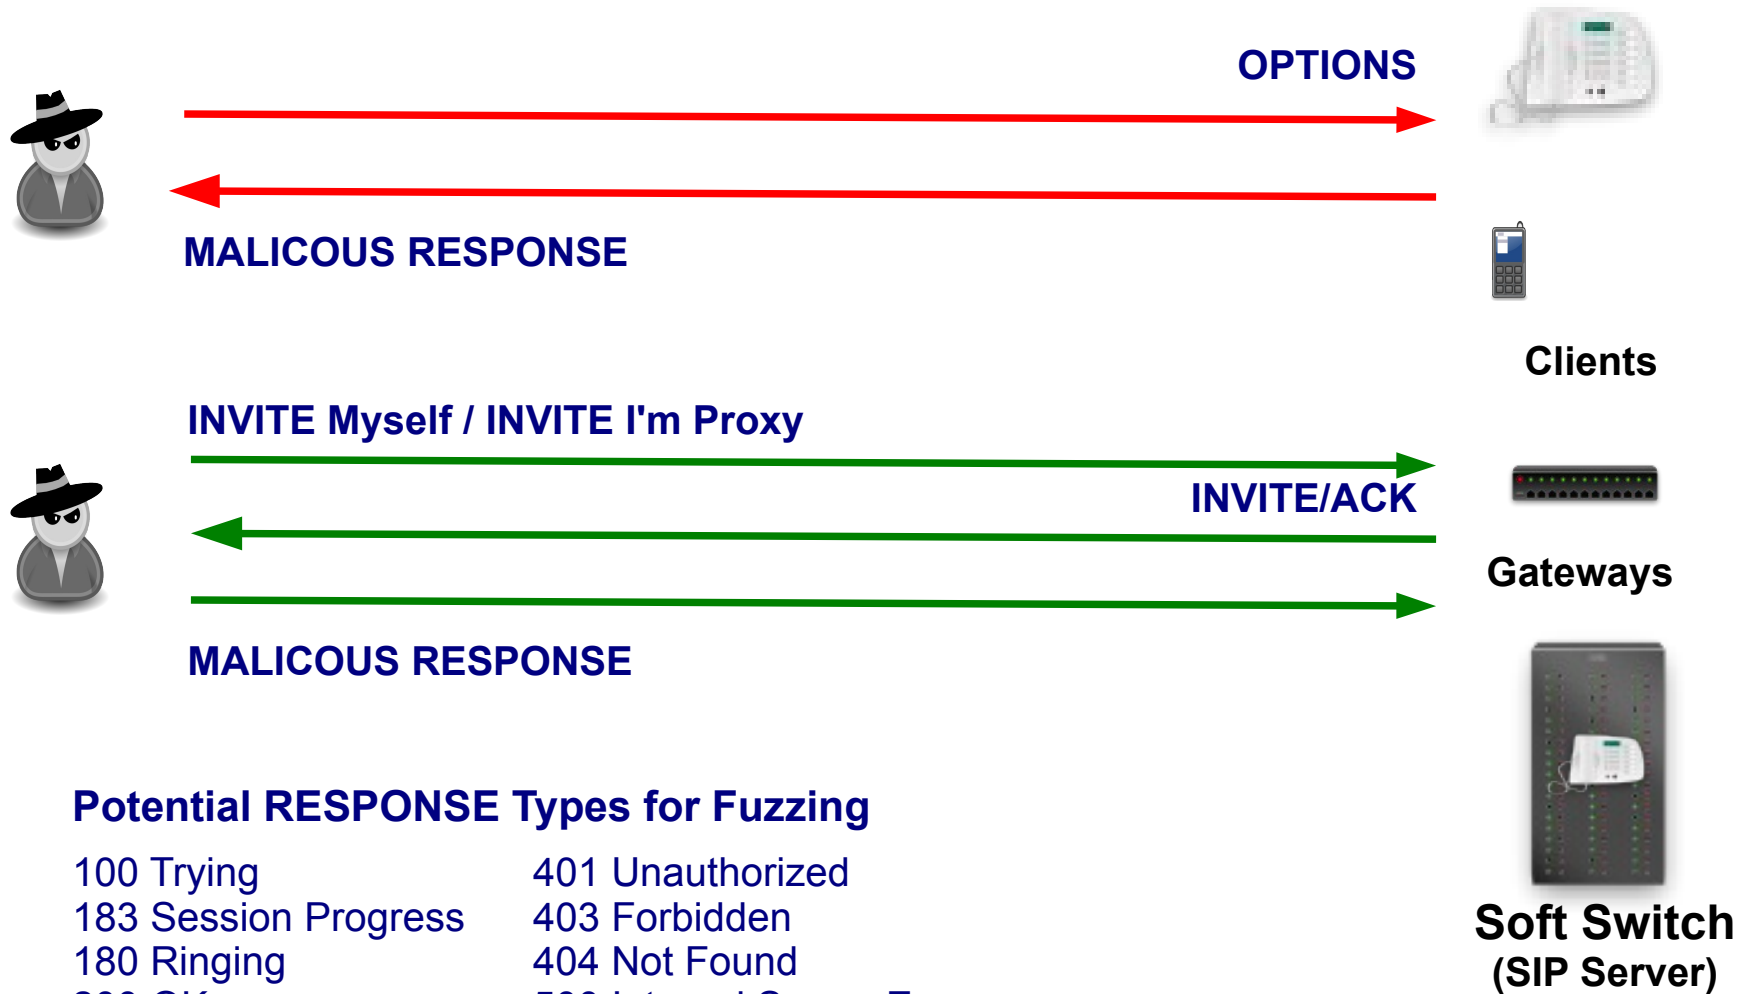 OPTIONS
MALICOUS RESPONSE
Clients
INVITE Myself / INVITE I'm Proxy
INVITE/ACK
Gateways
MALICOUS RESPONSE
Potential RESPONSE Types for Fuzzing
100 Trying 401 Unauthorized
183 Session Progress 403 Forbidden
180 Ringing 404 Not Found
Soft Switch
(SIP Server)